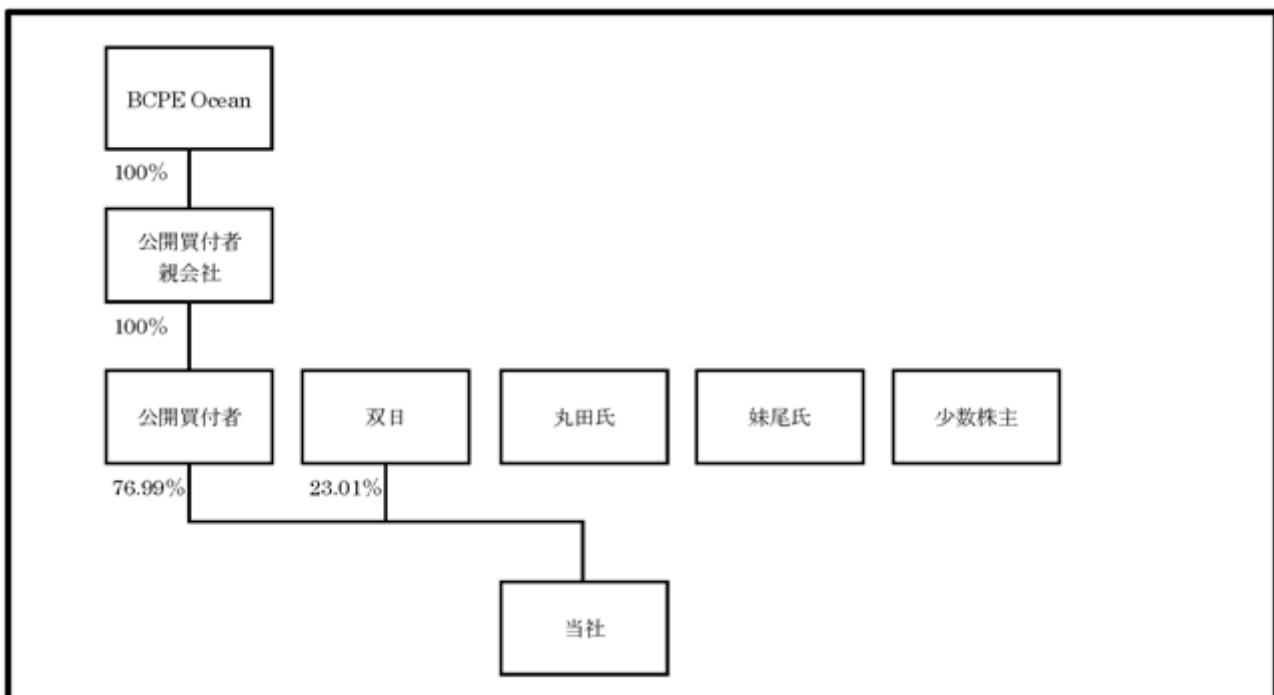 BCPE Ocean
100%
公開買付者
親会社
100%
公開買付者
双日
丸田氏
妹尾氏
少数株主
76.99%
23.01%
当社